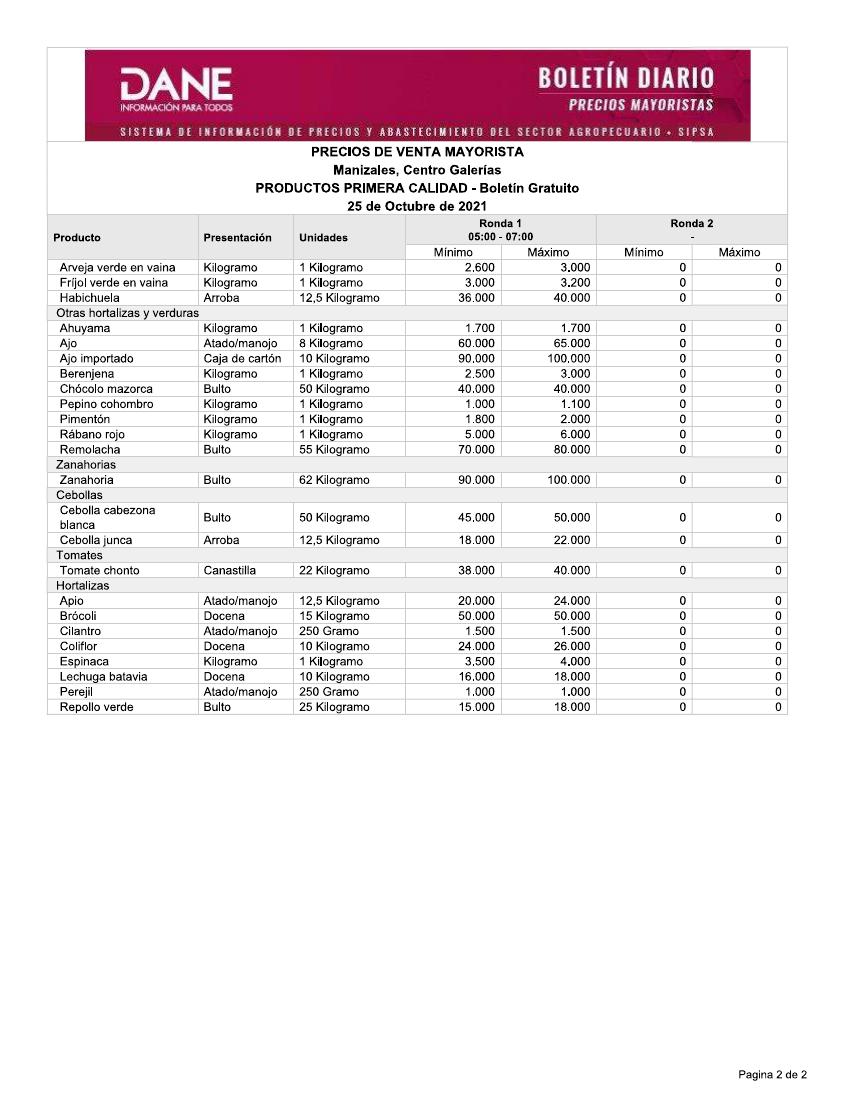 DANE
INFORMACIÓN PARA TODOS
BOLETÍN DIARIO
PRECIOS MAYORISTAS
SISTEMA DE INFORMACIÓN DE PRECIOS Y ABASTECIMIENTO DEL SECTOR AGROPECUARIO • SIPSA
PRECIOS DE VENTA MAYORISTA
Manizales, Centro Galerías
PRODUCTOS PRIMERA CALIDAD - Boletín Gratuito
25 de Octubre de 2021
Producto Presentación Unidades Ronda 1 05:00 - 07:00 Ronda 2 -
Mínimo Máximo Mínimo Máximo
Arveja verde en vaina Kilogramo 1 Kilogramo 2.600 3.000 0 0
Fríjol verde en vaina Kilogramo 1 Kilogramo 3.000 3.200 0 0
Habichuela Arroba 12,5 Kilogramo 36.000 40.000 0 0
Otras hortalizas y verduras
Ahuyama Kilogramo 1 Kilogramo 1.700 1.700 0 0
Ajo Atado/manojo 8 Kilogramo 60.000 65.000 0 0
Ajo importado Caja de cartón 10 Kilogramo 90.000 100.000 0 0
Berenjena Kilogramo 1 Kilogramo 2.500 3.000 0 0
Chócolo mazorca Bulto 50 Kilogramo 40.000 40.000 0 0
Pepino cohombro Kilogramo 1 Kilogramo 1.000 1.100 0 0
Pimentón Kilogramo 1 Kilogramo 1.800 2.000 0 0
Rábano rojo Kilogramo 1 Kilogramo 5.000 6.000 0 0
Remolacha Bulto 55 Kilogramo 70.000 80.000 0 0
Zanahorias
Zanahoria Bulto 62 Kilogramo 90.000 100.000 0 0
Cebollas
Cebolla cabezona blanca Bulto 50 Kilogramo 45.000 50.000 0 0
Cebolla junca Arroba 12,5 Kilogramo 18.000 22.000 0 0
Tomates
Tomate chonto Canastilla 22 Kilogramo 38.000 40.000 0 0
Hortalizas
Apio Atado/manojo 12,5 Kilogramo 20.000 24.000 0 0
Brócoli Docena 15 Kilogramo 50.000 50.000 0 0
Cilantro Atado/manojo 250 Gramo 1.500 1.500 0 0
Coliflor Docena 10 Kilogramo 24.000 26.000 0 0
Espinaca Kilogramo 1 Kilogramo 3.500 4.000 0 0
Lechuga batavia Docena 10 Kilogramo 16.000 18.000 0 0
Perejil Atado/manojo 250 Gramo 1.000 1.000 0 0
Repollo verde Bulto 25 Kilogramo 15.000 18.000 0 0
Pagina 2 de 2